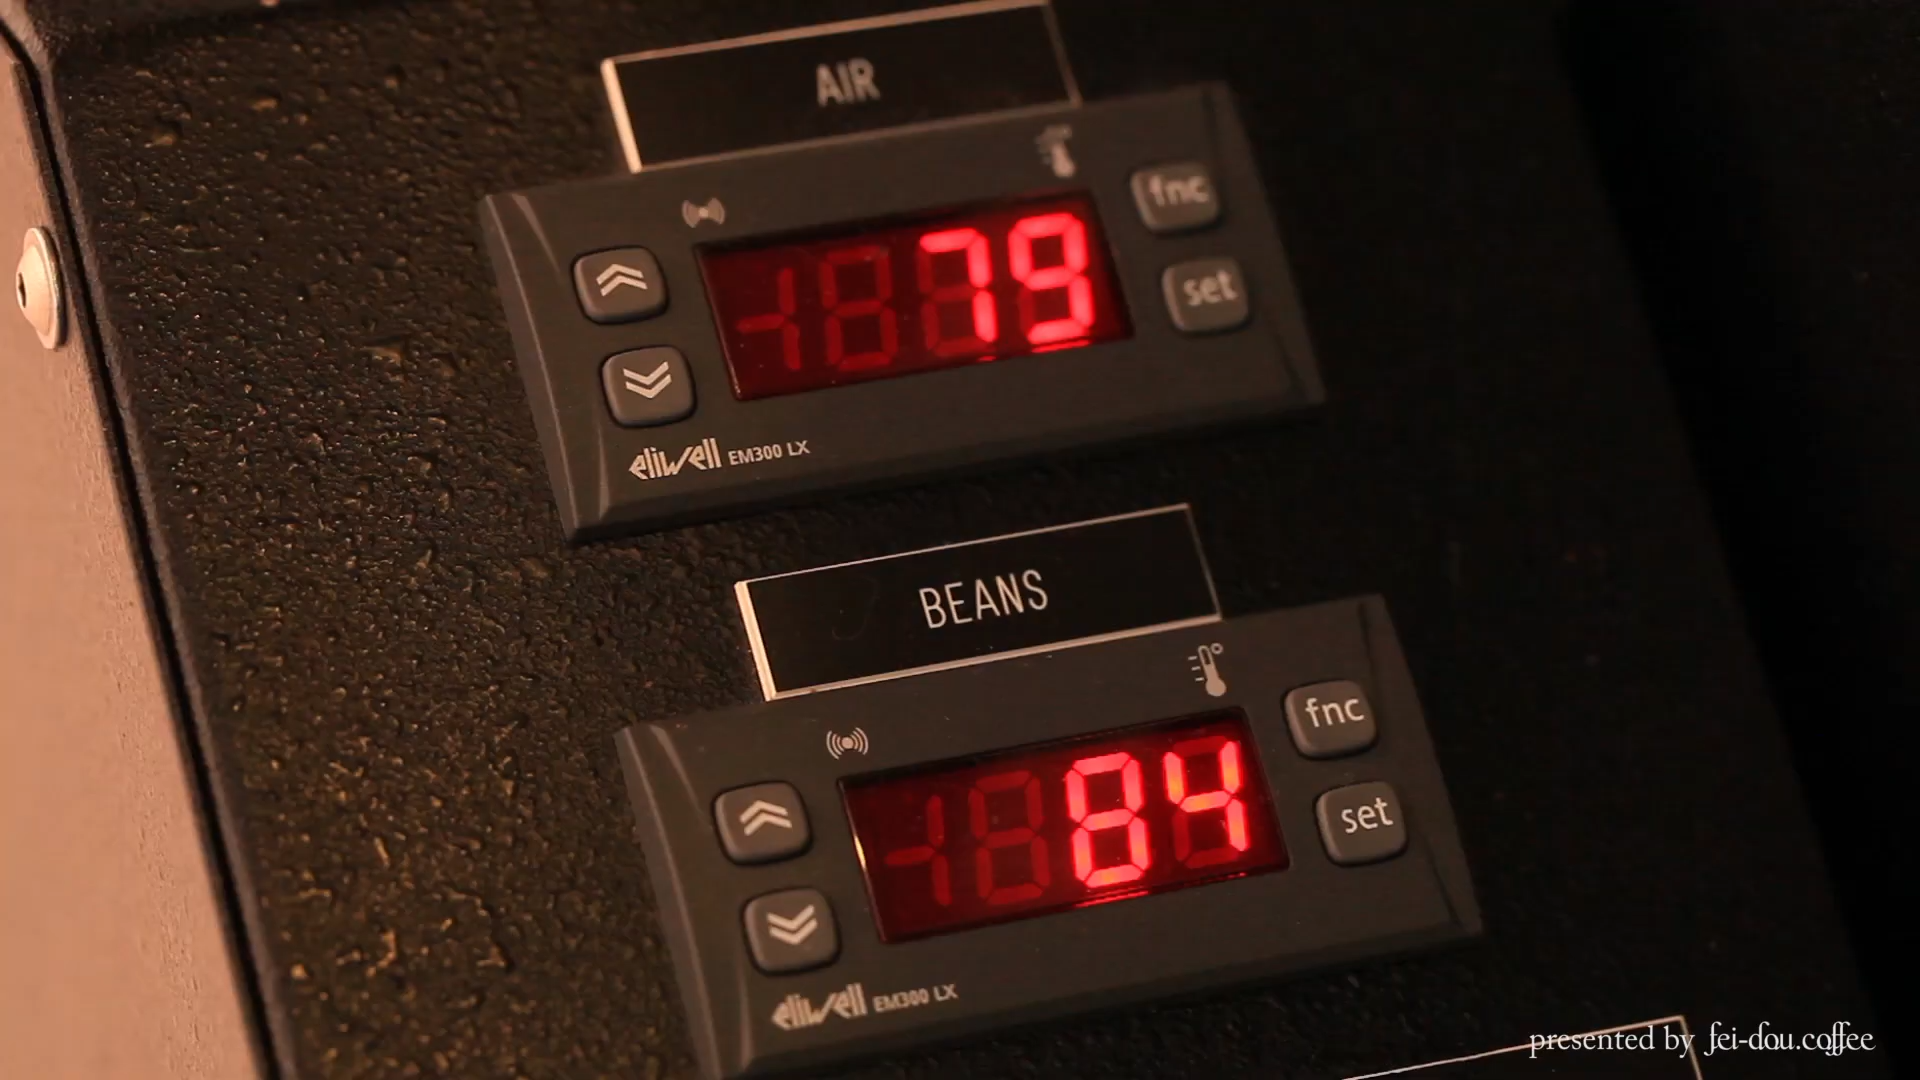 AIR
fnc
79
set
eliwell EM300 LX
BEANS
fnc
84
set
eliwell EM300 LX
presented by fei-dou.coffee